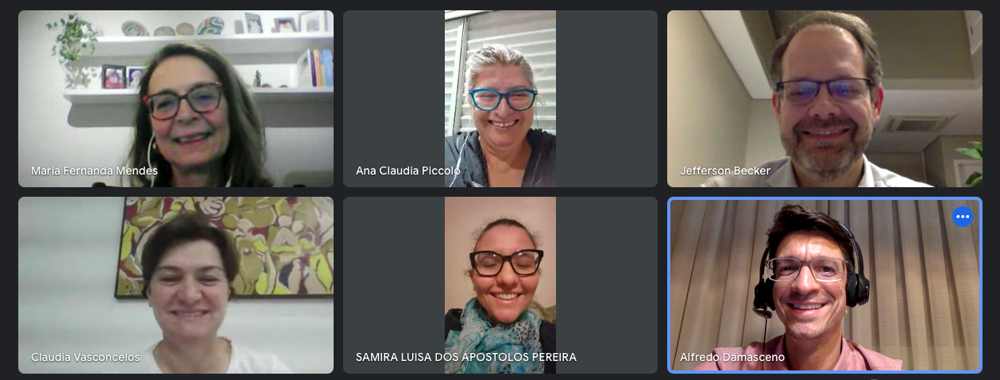 Maria Fernanda Mendes
Ana Claudia Piccolo
Jefferson Becker
Claudia Vasconcelos
SAMIRA LUISA DOS APOSTOLOS PEREIRA
Alfredo Damasceno